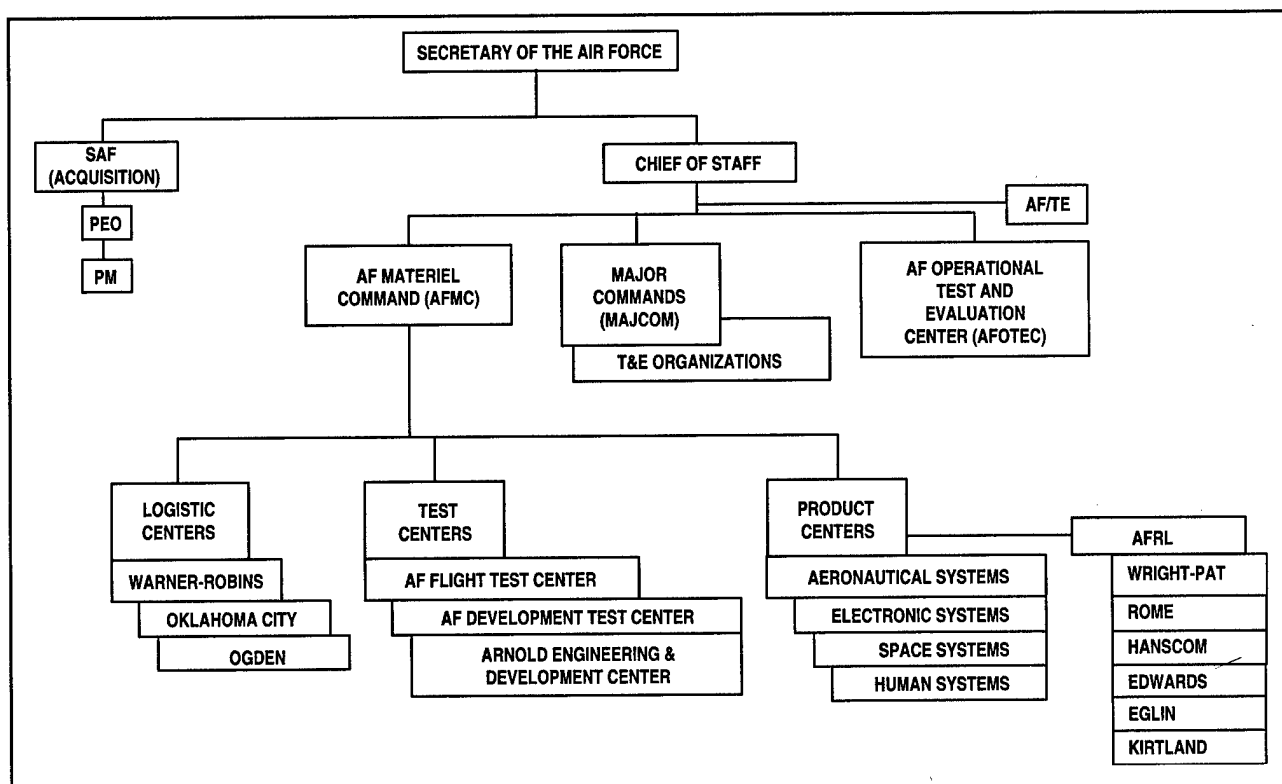 SECRETARY OF THE AIR FORCE
SAF
(ACQUISITION)
CHIEF OF STAFF
PEO
AF/TE
PM
AF MATERIEL
COMMAND (AFMC)
MAJOR
COMMANDS
(MAJCOM)
T&E ORGANIZATIONS
AF OPERATIONAL
TEST AND
EVALUATION
CENTER (AFOTEC)
LOGISTIC
CENTERS
WARNER-ROBINS
OKLAHOMA CITY
OGDEN
TEST
CENTERS
AF FLIGHT TEST CENTER
AF DEVELOPMENT TEST CENTER
ARNOLD ENGINEERING &
DEVELOPMENT CENTER
PRODUCT
CENTERS
AERONAUTICAL SYSTEMS
ELECTRONIC SYSTEMS
SPACE SYSTEMS
HUMAN SYSTEMS
AFRL
WRIGHT-PAT
ROME
HANSCOM
EDWARDS
EGLIN
KIRTLAND